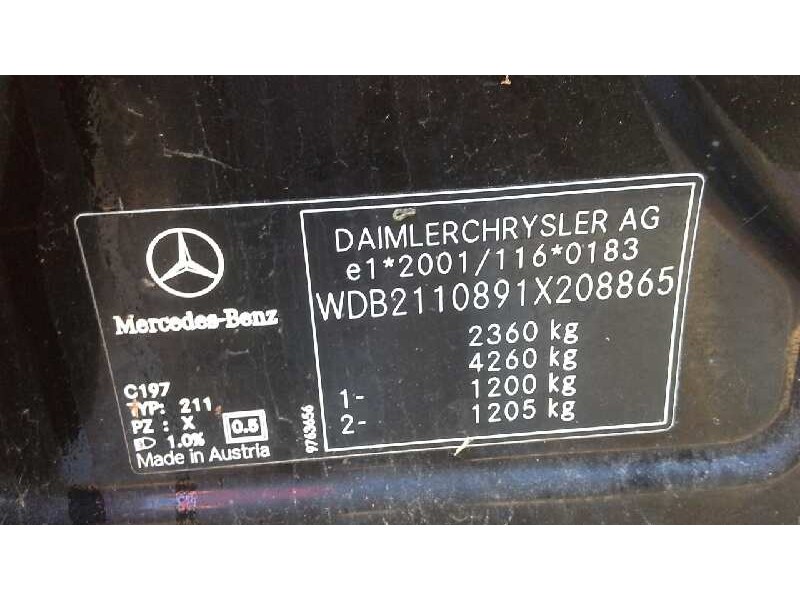 Mercedes-Benz
C197
TYP: 211
PZ : X
1.0%
0.5
Made in Austria
9763656
DAIMLERCHRYSLER AG
e1*2001/116*0183
WDB2110891X208865
2360 kg
4260 kg
1- 1200 kg
2- 1205 kg